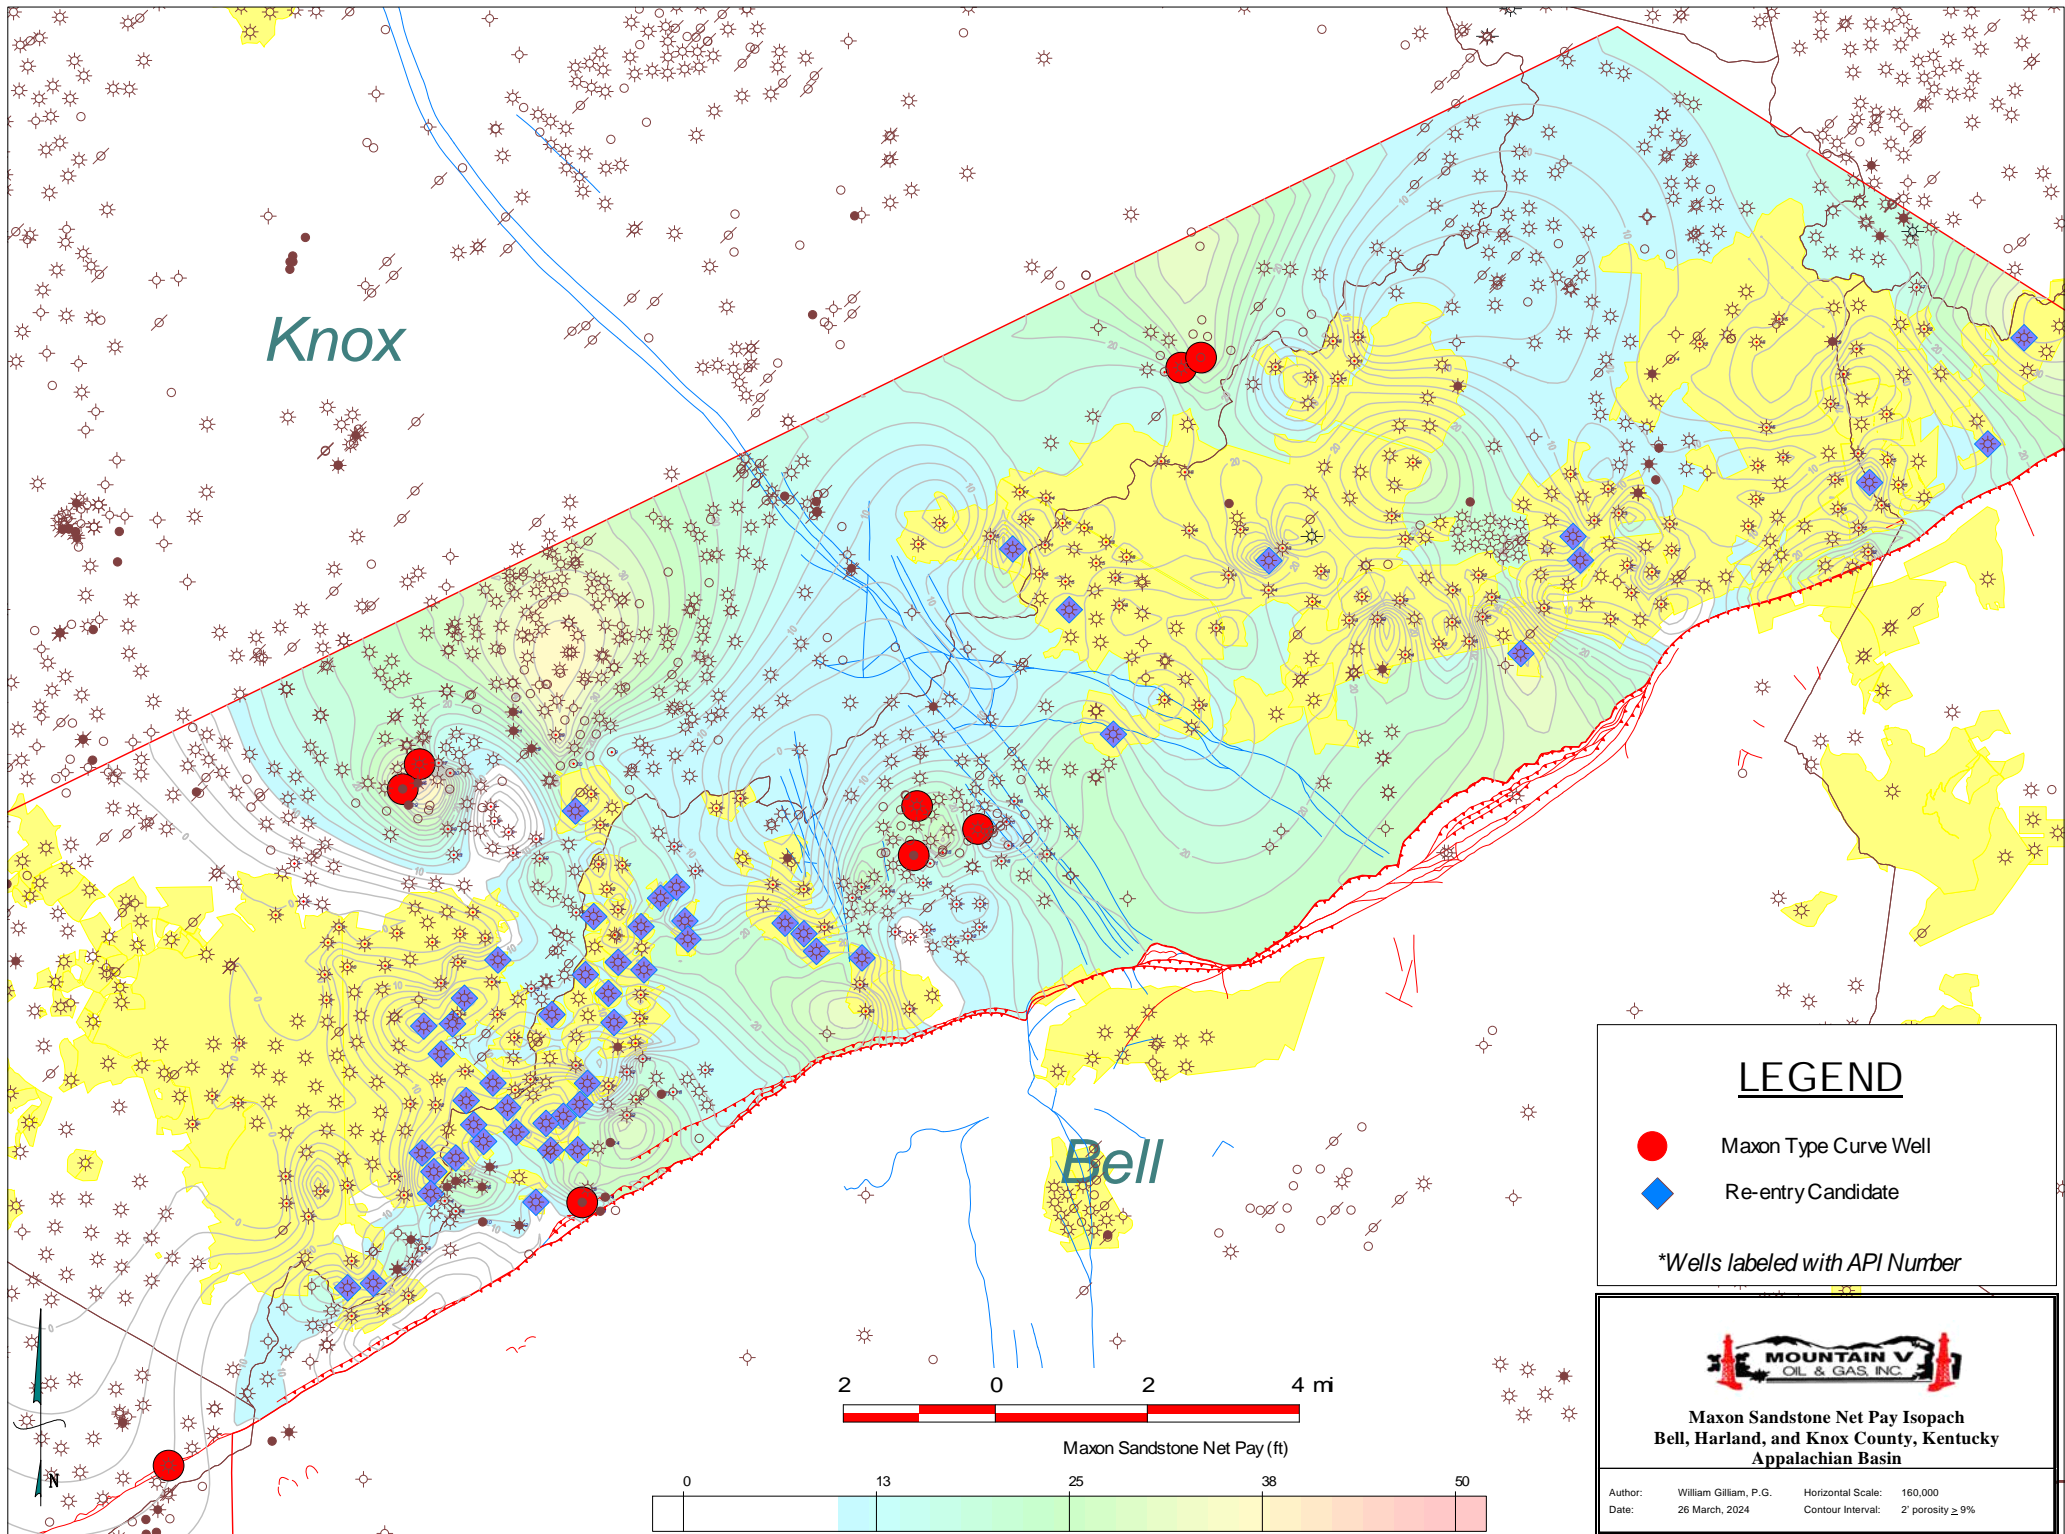 Knox
Bell
LEGEND
Maxon Type Curve Well
Re-entry Candidate
*Wells labeled with API Number
2 0 2 4 mi
Maxon Sandstone Net Pay (ft)
0 13 25 38 50
N
MOUNTAIN V
OIL & GAS, INC.
Maxon Sandstone Net Pay Isopach
Bell, Harland, and Knox County, Kentucky
Appalachian Basin
Author: William Gilliam, P.G. Horizontal Scale: 160,000
Date: 26 March, 2024 Contour Interval: 2' porosity ≥ 9%